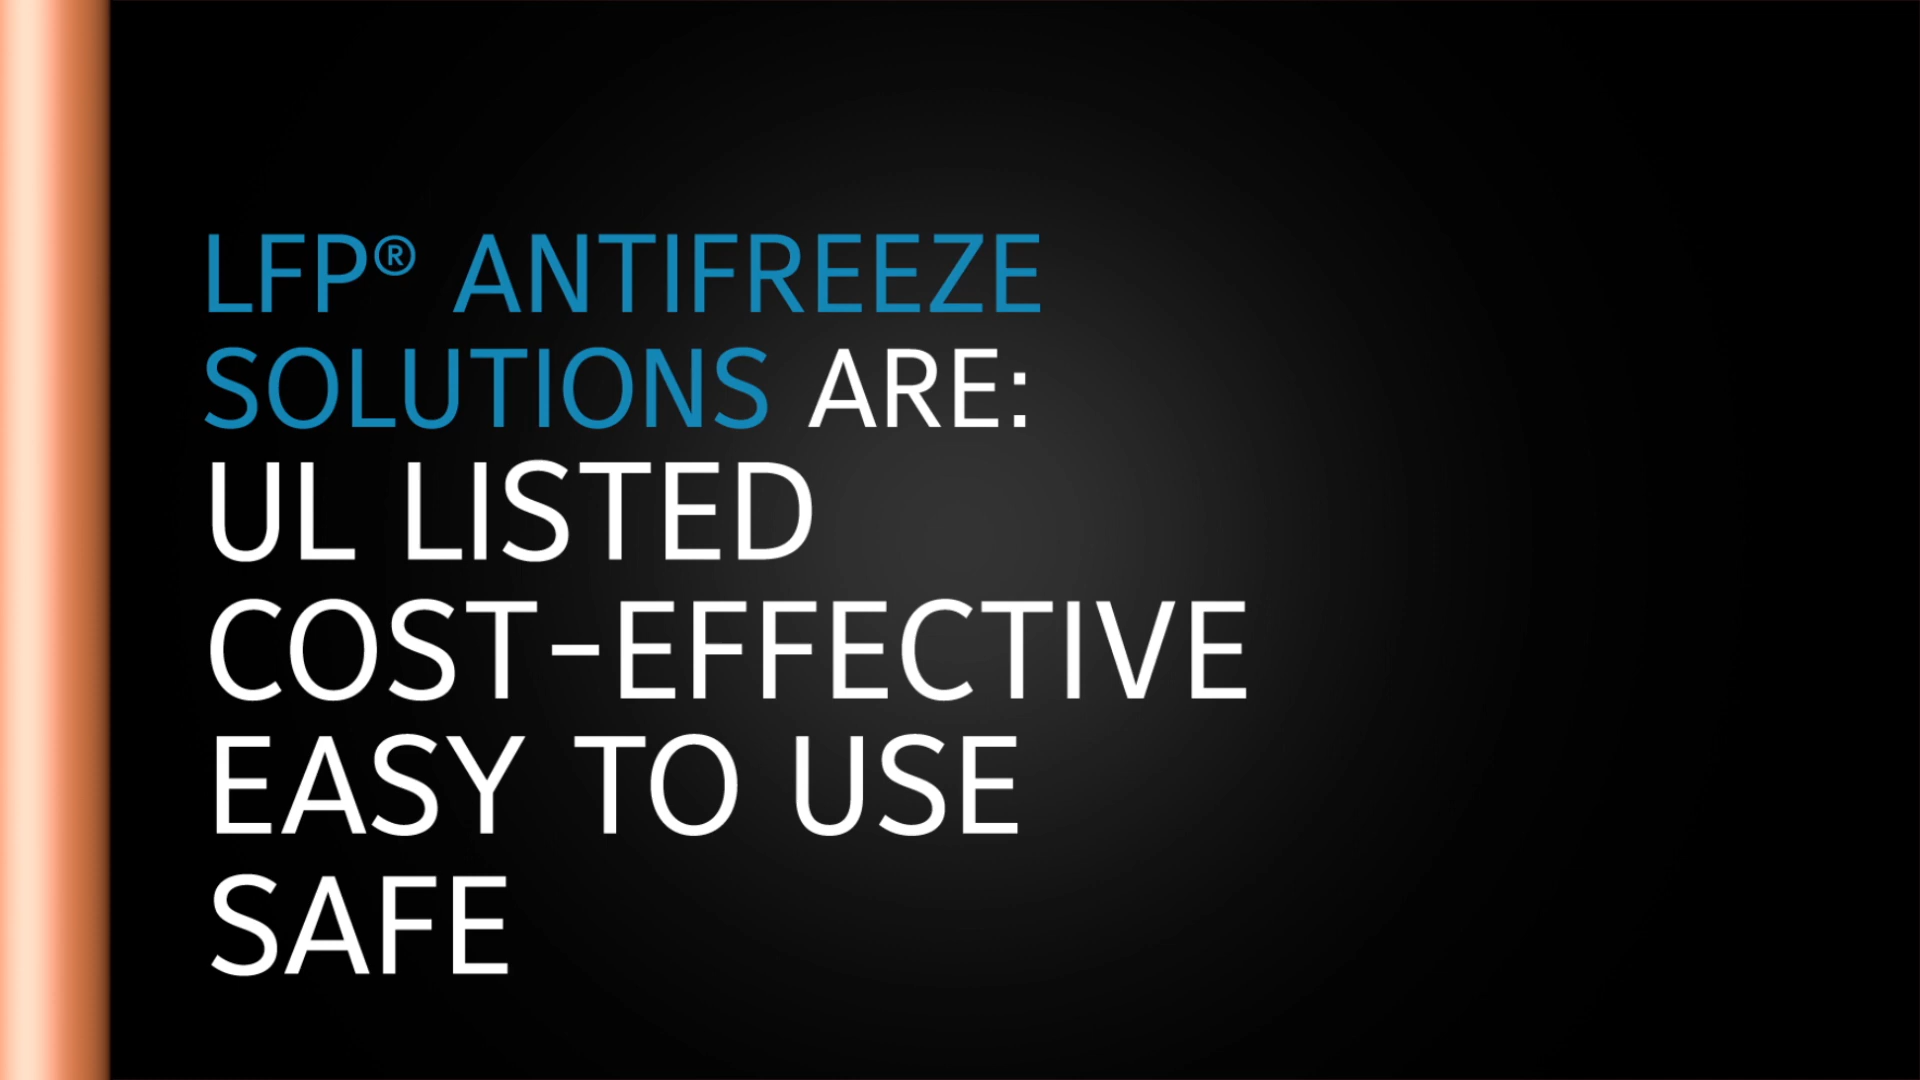 LFP® ANTIFREEZE
SOLUTIONS ARE:
UL LISTED
COST-EFFECTIVE
EASY TO USE
SAFE